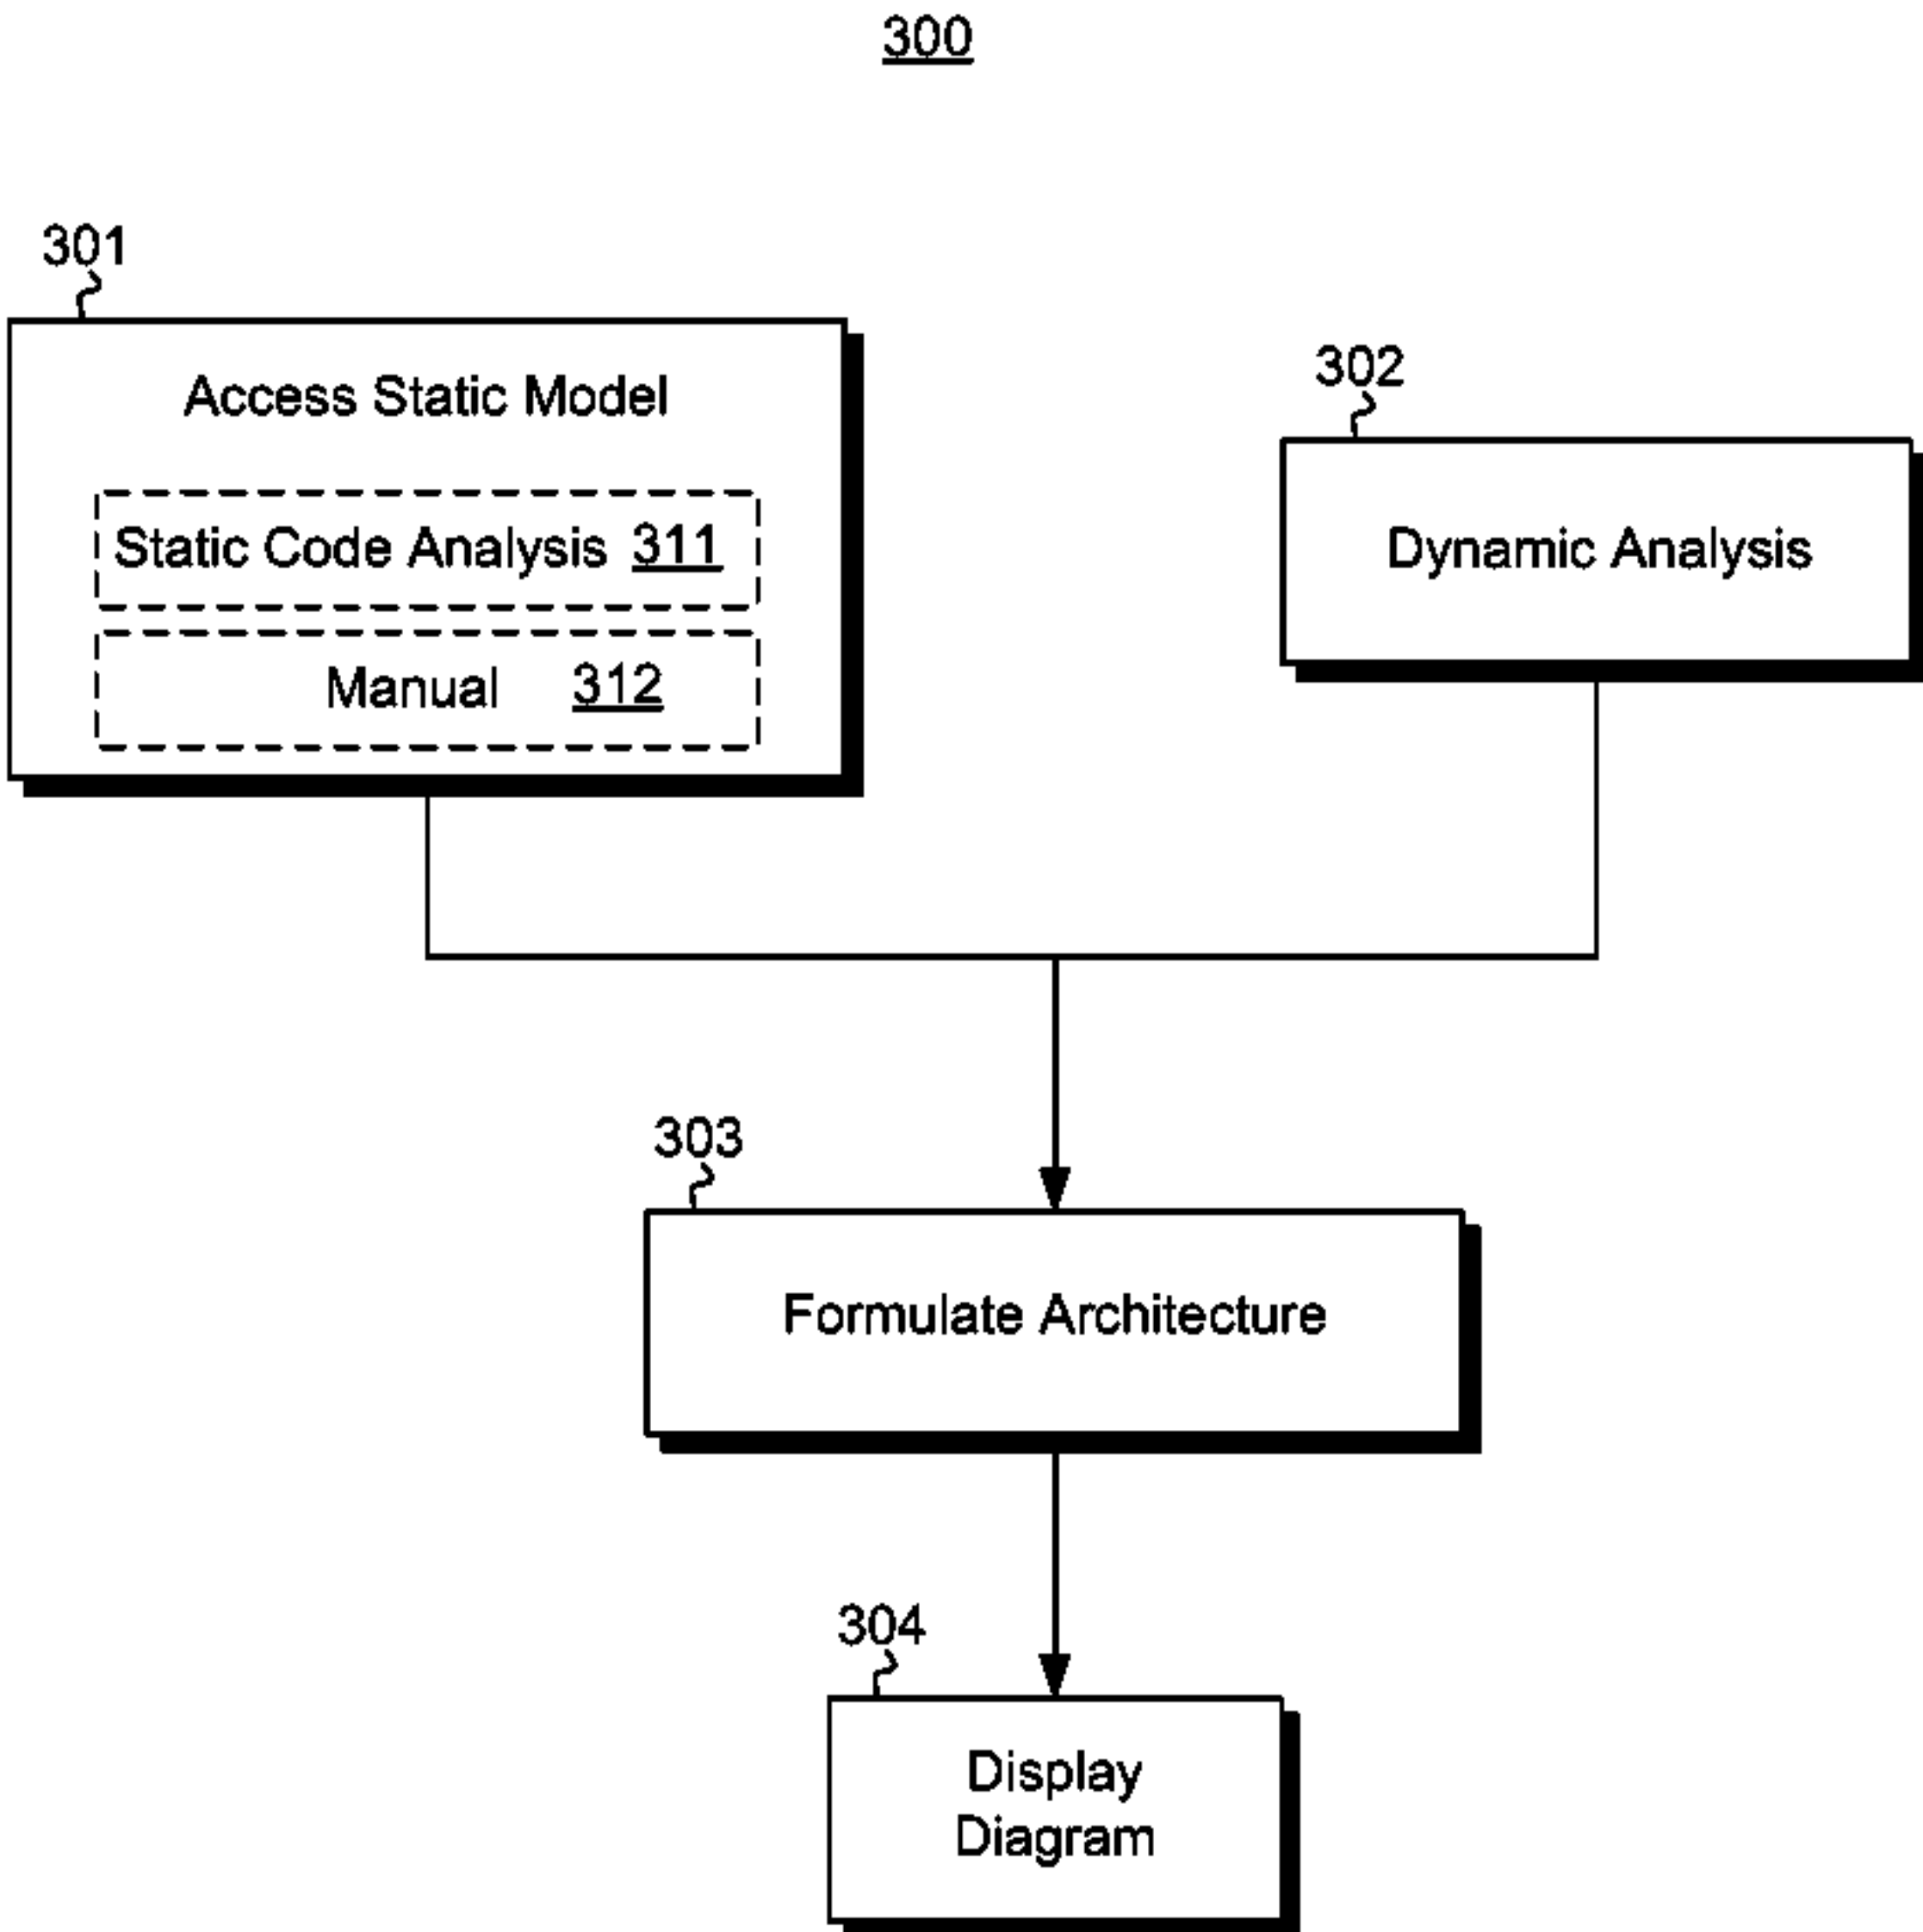 300
301
Access Static Model
Static Code Analysis 311
Manual 312
302
Dynamic Analysis
303
Formulate Architecture
304
Display
Diagram